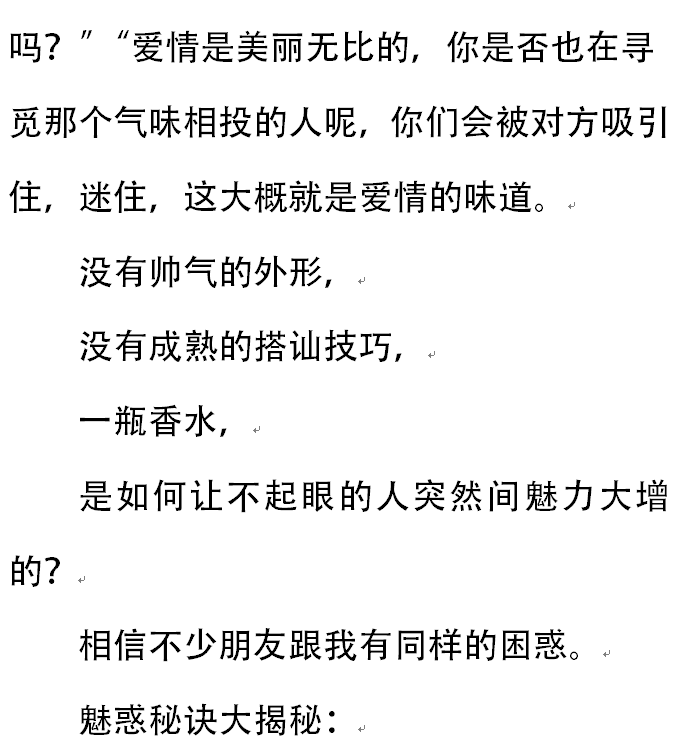 吗？”“爱情是美丽无比的，你是否也在寻
觅那个气味相投的人呢，你们会被对方吸引
住，迷住，这大概就是爱情的味道。
没有帅气的外形，
没有成熟的搭讪技巧，
一瓶香水，
是如何让不起眼的人突然间魅力大增
的？
相信不少朋友跟我有同样的困惑。
魅惑秘诀大揭秘：